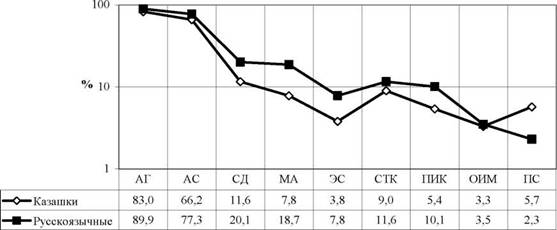 100
%
10
1
АГ АС СД МА ЭС СТК ПИК ОИМ ПС
Казашки 83,0 66,2 11,6 7,8 3,8 9,0 5,4 3,3 5,7
Русскоязычные 89,9 77,3 20,1 18,7 7,8 11,6 10,1 3,5 2,3